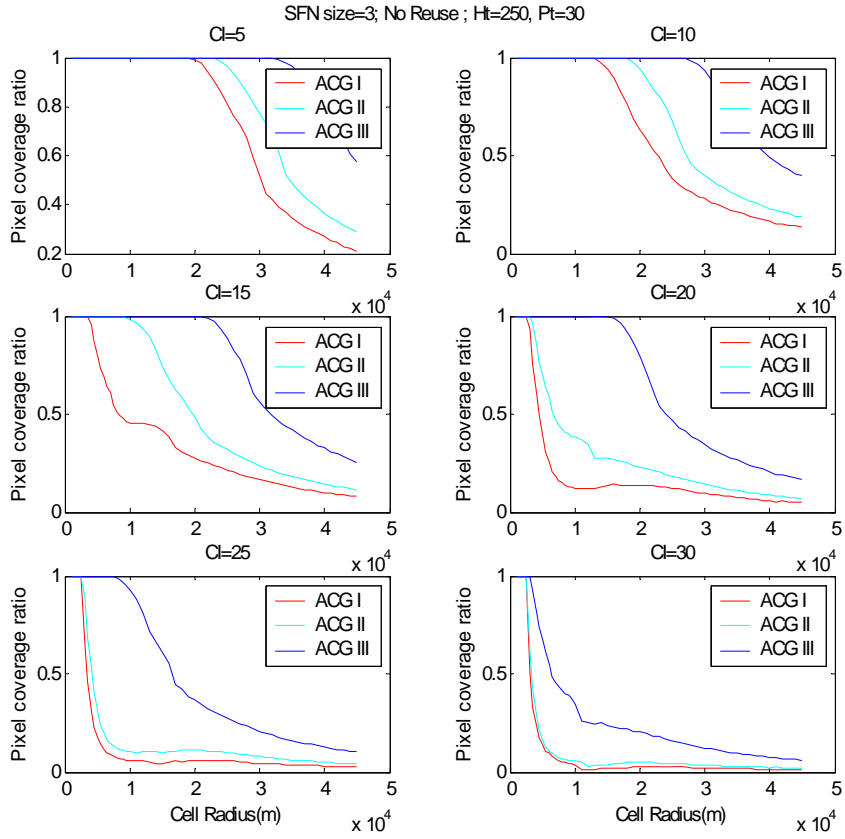 SFN size=3; No Reuse ; Ht=250, Pt=30
CI=5
Pixel coverage ratio
1
0.8
0.6
0.4
0.2
0 1 2 3 4 5
x 10^4
ACG I
ACG II
ACG III
CI=10
Pixel coverage ratio
1
0.5
0
0 1 2 3 4 5
x 10^4
ACG I
ACG II
ACG III
CI=15
Pixel coverage ratio
1
0.5
0
0 1 2 3 4 5
x 10^4
ACG I
ACG II
ACG III
CI=20
Pixel coverage ratio
1
0.5
0
0 1 2 3 4 5
x 10^4
ACG I
ACG II
ACG III
CI=25
Pixel coverage ratio
1
0.5
0
0 1 2 3 4 5
Cell Radius(m)
x 10^4
ACG I
ACG II
ACG III
CI=30
Pixel coverage ratio
1
0.5
0
0 1 2 3 4 5
Cell Radius(m)
x 10^4
ACG I
ACG II
ACG III